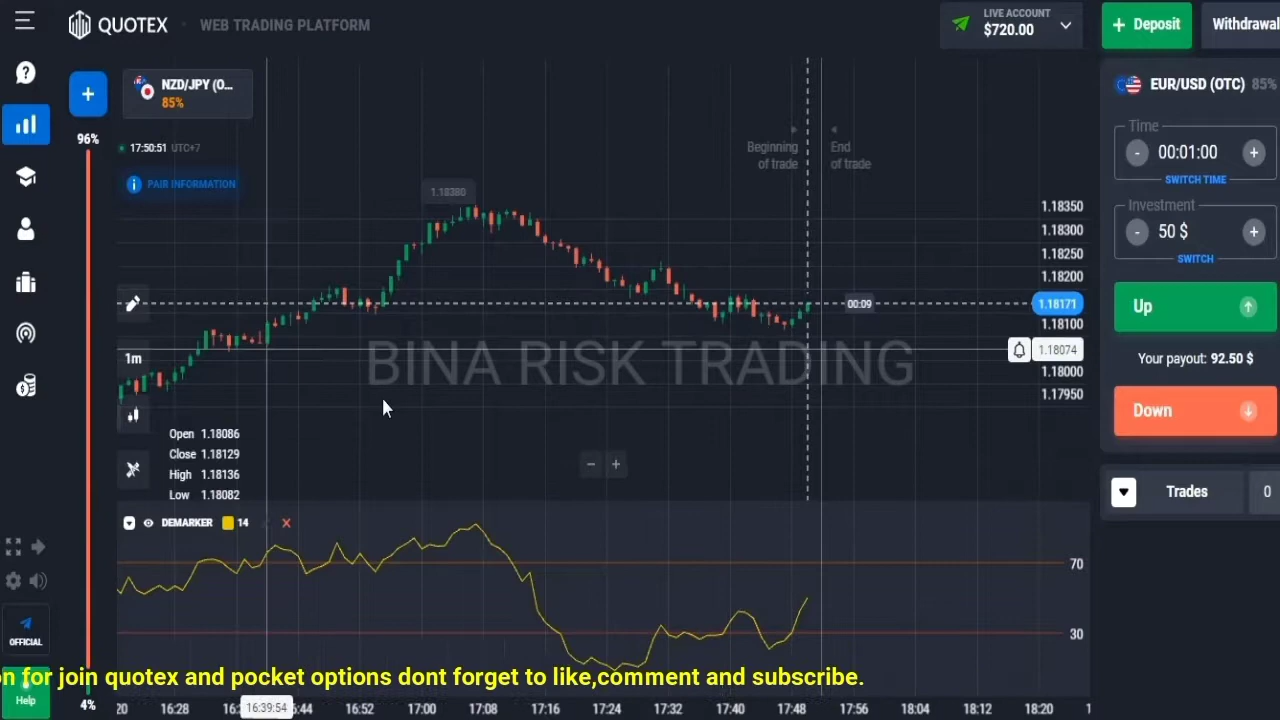 QUOTEX
WEB TRADING PLATFORM
LIVE ACCOUNT
$720.00
+ Deposit
Withdrawal
+
NZD/JPY (O...
85%
96%
17:50:51 UTC+7
PAIR INFORMATION
Beginning of trade
End of trade
1.18380
1.18350
1.18300
1.18250
1.18200
1.18171
1.18100
1.18074
1.18000
1.17950
00:09
1m
BINA RISK TRADING
Open 1.18086
Close 1.18129
High 1.18136
Low 1.18082
DEMARKER 14
70
30
EUR/USD (OTC) 85%
Time
- 00:01:00 +
SWITCH TIME
Investment
- 50 $ +
SWITCH
Up
Your payout: 92.50 $
Down
Trades 0
OFFICIAL
Help
4%
for join quotex and pocket options dont forget to like,comment and subscribe.
20 16:28 16:39:54 :44 16:52 17:00 17:08 17:16 17:24 17:32 17:40 17:48 17:56 18:04 18:12 18:20